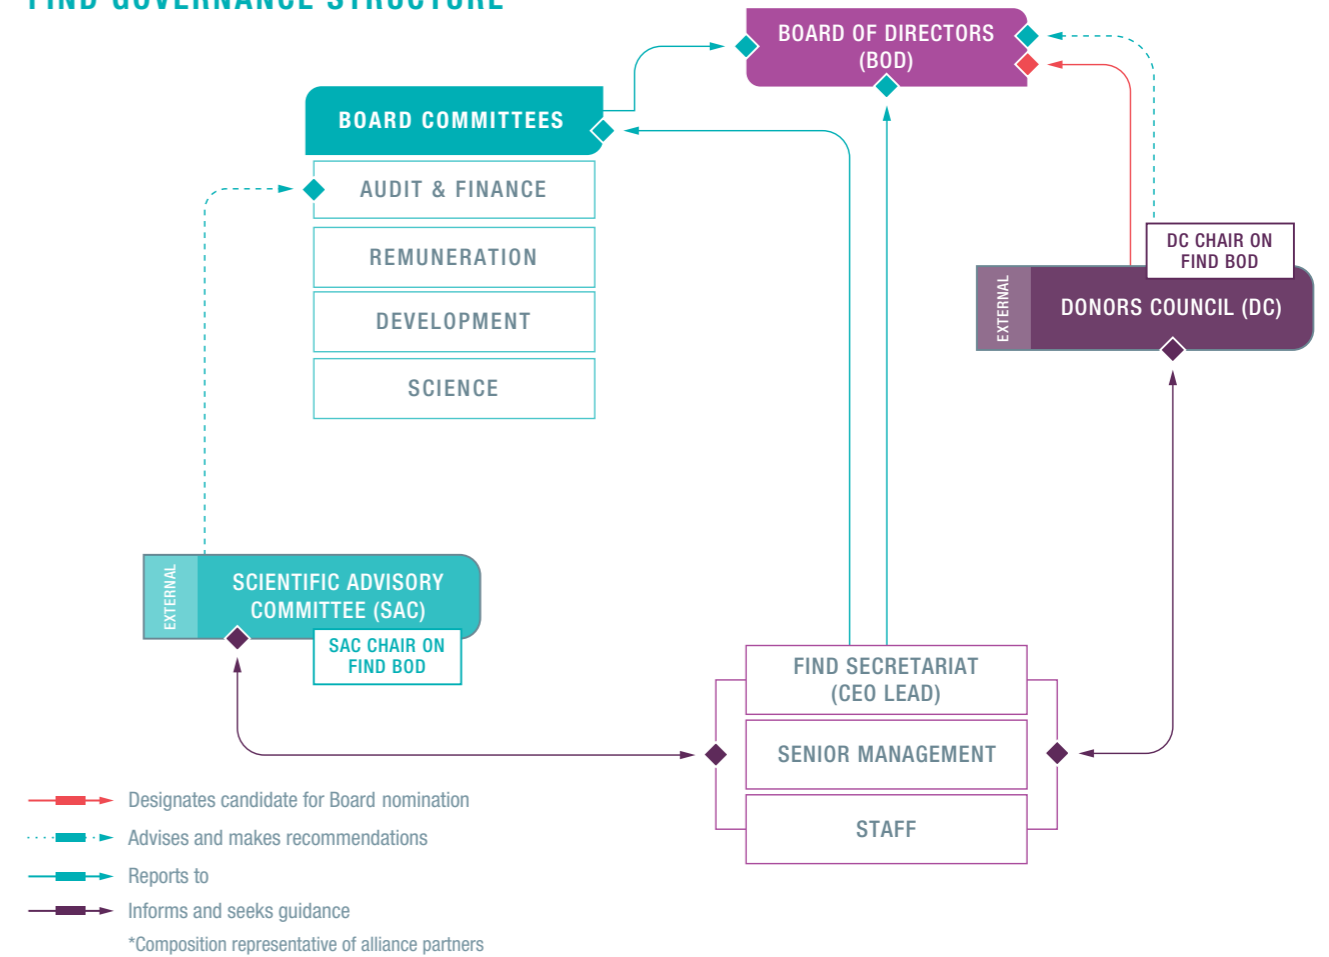 FIND GOVERNANCE STRUCTURE
BOARD OF DIRECTORS
(BOD)
BOARD COMMITTEES
AUDIT & FINANCE
REMUNERATION
DEVELOPMENT
SCIENCE
DC CHAIR ON
FIND BOD
EXTERNAL
DONORS COUNCIL (DC)
EXTERNAL
SCIENTIFIC ADVISORY
COMMITTEE (SAC)
SAC CHAIR ON
FIND BOD
FIND SECRETARIAT
(CEO LEAD)
SENIOR MANAGEMENT
STAFF
Designates candidate for Board nomination
Advises and makes recommendations
Reports to
Informs and seeks guidance
*Composition representative of alliance partners